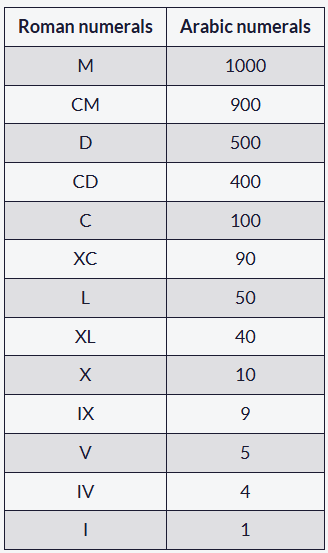 Roman numerals Arabic numerals
M 1000
CM 900
D 500
CD 400
C 100
XC 90
L 50
XL 40
X 10
IX 9
V 5
IV 4
I 1